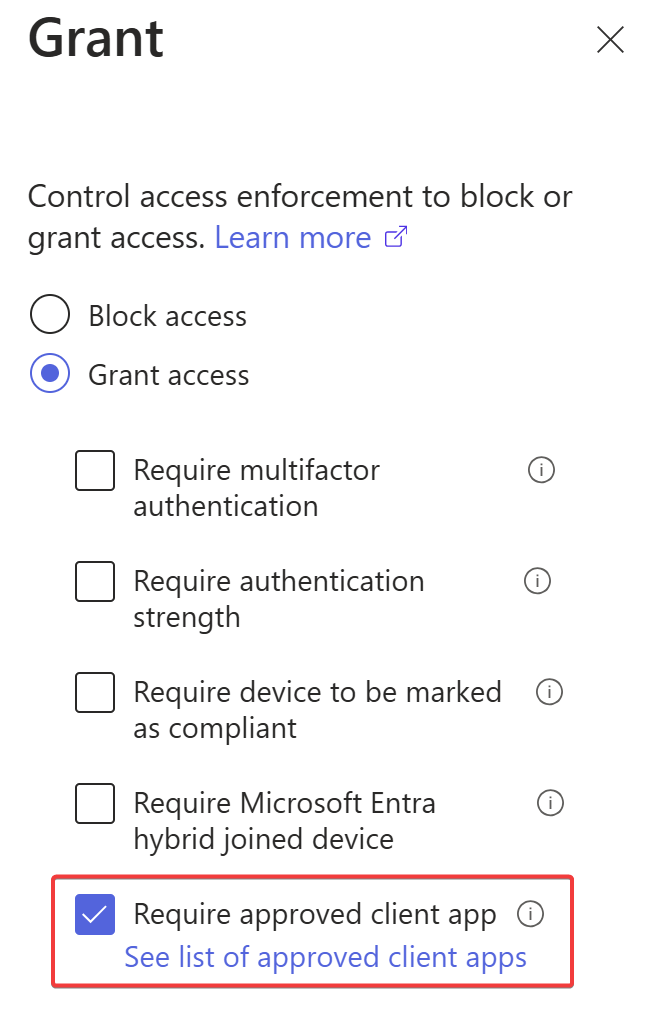 Grant
Control access enforcement to block or
grant access. Learn more
Block access
Grant access
Require multifactor
authentication
Require authentication
strength
Require device to be marked
as compliant
Require Microsoft Entra
hybrid joined device
Require approved client app
See list of approved client apps